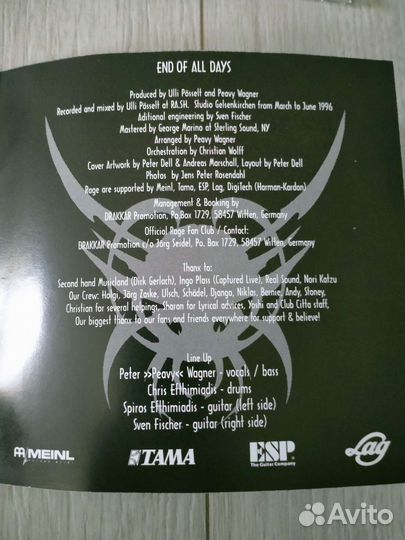 END OF ALL DAYS
Produced by Ulli Pösselt and Peavy Wagner
Recorded and mixed by Ulli Pösselt at RA.SH. Studio Gelsenkirchen from March to June 1996
Aditional engineering by Sven Fischer
Mastered by George Marino at Sterling Sound, NY
Arranged by Peavy Wagner
Orchestration by Christian Wolff
Cover Artwork by Peter Dell & Andreas Marschall, Layout by Peter Dell
Photos by Jens Peter Rosendahl
Rage are supported by Meinl, Tama, ESP, Lag, DigiTech (Harman-Kardon)
Management & Booking by
DRAKKAR Promotion, Po.Box 1729, 58457 Witten, Germany
Official Rage Fan Club / Contact:
DRAKKAR Promotion c/o Jörg Seidel, Po. Box 1729, 58457 Witten, Germany
Thanx to:
Second hand Musicland (Dirk Gerlach), Ingo Plass (Captured Live), Real Sound, Nori Katzu
Our Crew: Holgi, Jörg Zaske, Ulsch, Schädel, Django, Niklas, Bernie, Andy, Stoney,
Christian for several helpings, Sharon for Lyrical advices, Yoshi and Club Citta staff,
Our biggest thanx to our fans and friends everywhere for support & believe!
Line Up
Peter »Peavy« Wagner - vocals / bass
Chris Efthimiadis - drums
Spiros Efthimiadis - guitar (left side)
Sven Fischer - guitar (right side)
MEINL
TAMA
ESP
The Guitar Company
Lag
Avito